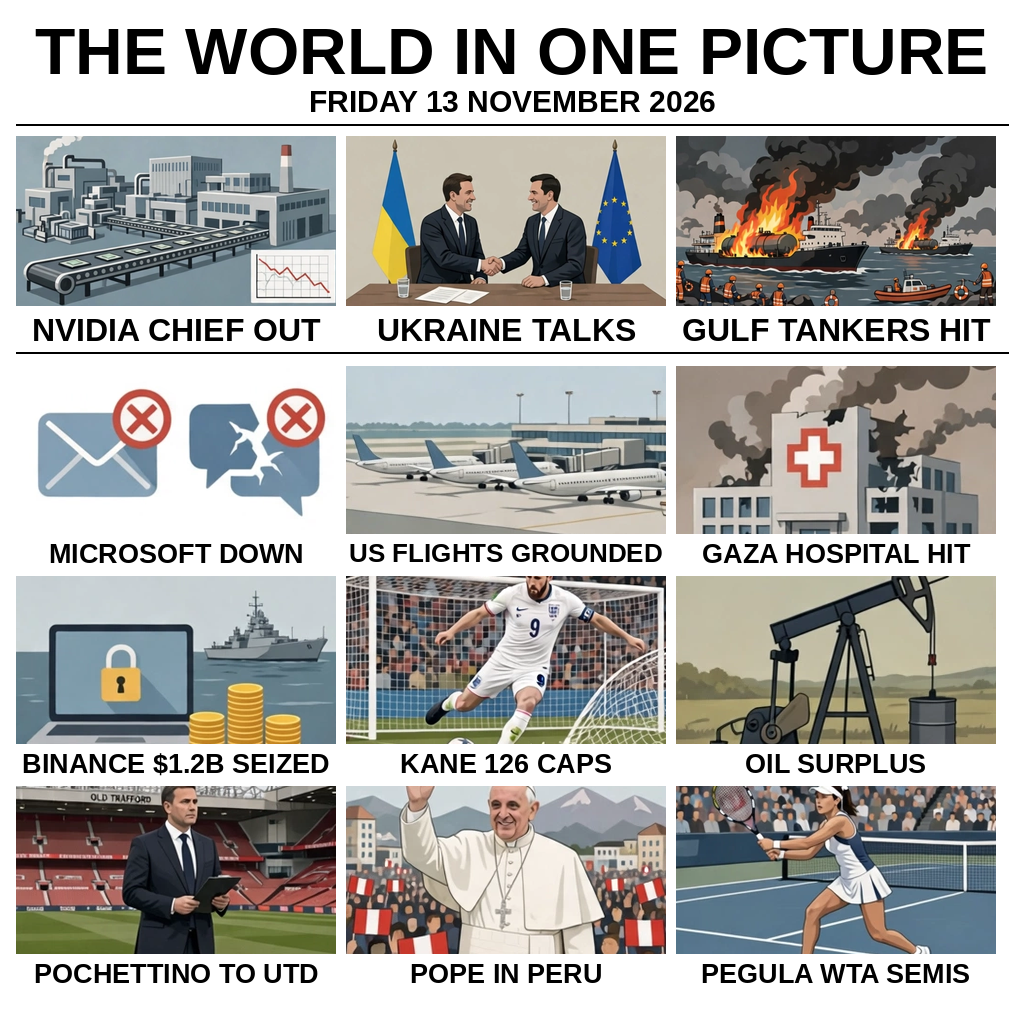 THE WORLD IN ONE PICTURE
FRIDAY 13 NOVEMBER 2026
NVIDIA CHIEF OUT
UKRAINE TALKS
GULF TANKERS HIT
MICROSOFT DOWN
US FLIGHTS GROUNDED
GAZA HOSPITAL HIT
9
9
BINANCE $1.2B SEIZED
KANE 126 CAPS
OIL SURPLUS
OLD TRAFFORD
POCHETTINO TO UTD
POPE IN PERU
PEGULA WTA SEMIS